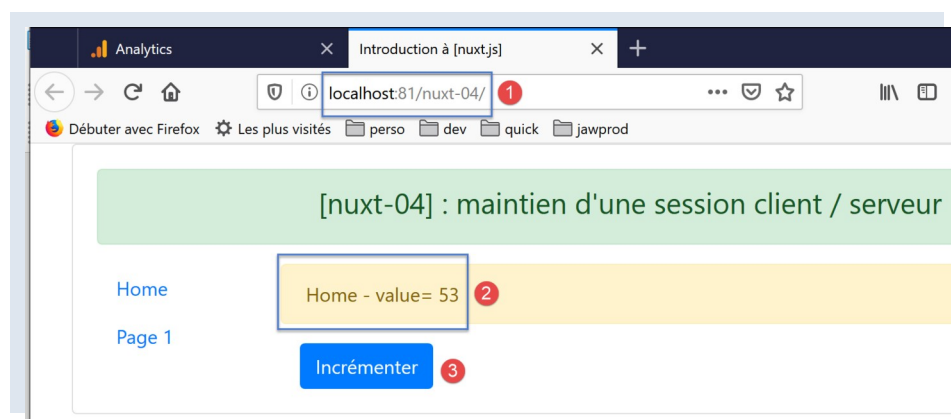 Analytics
Introduction à [nuxt.js]
localhost:81/nuxt-04/
1
Débuter avec Firefox
Les plus visités
perso
dev
quick
jawprod
[nuxt-04] : maintien d'une session client / serveur
Home
Home - value= 53
2
Page 1
Incrémenter
3